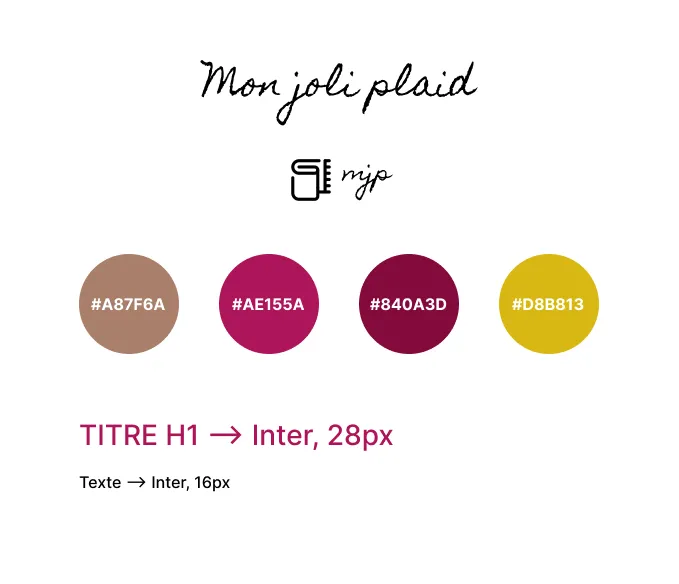 Mon joli plaid
mjp
#A87F6A #AE155A #840A3D #D8B813
TITRE H1 → Inter, 28px
Texte → Inter, 16px